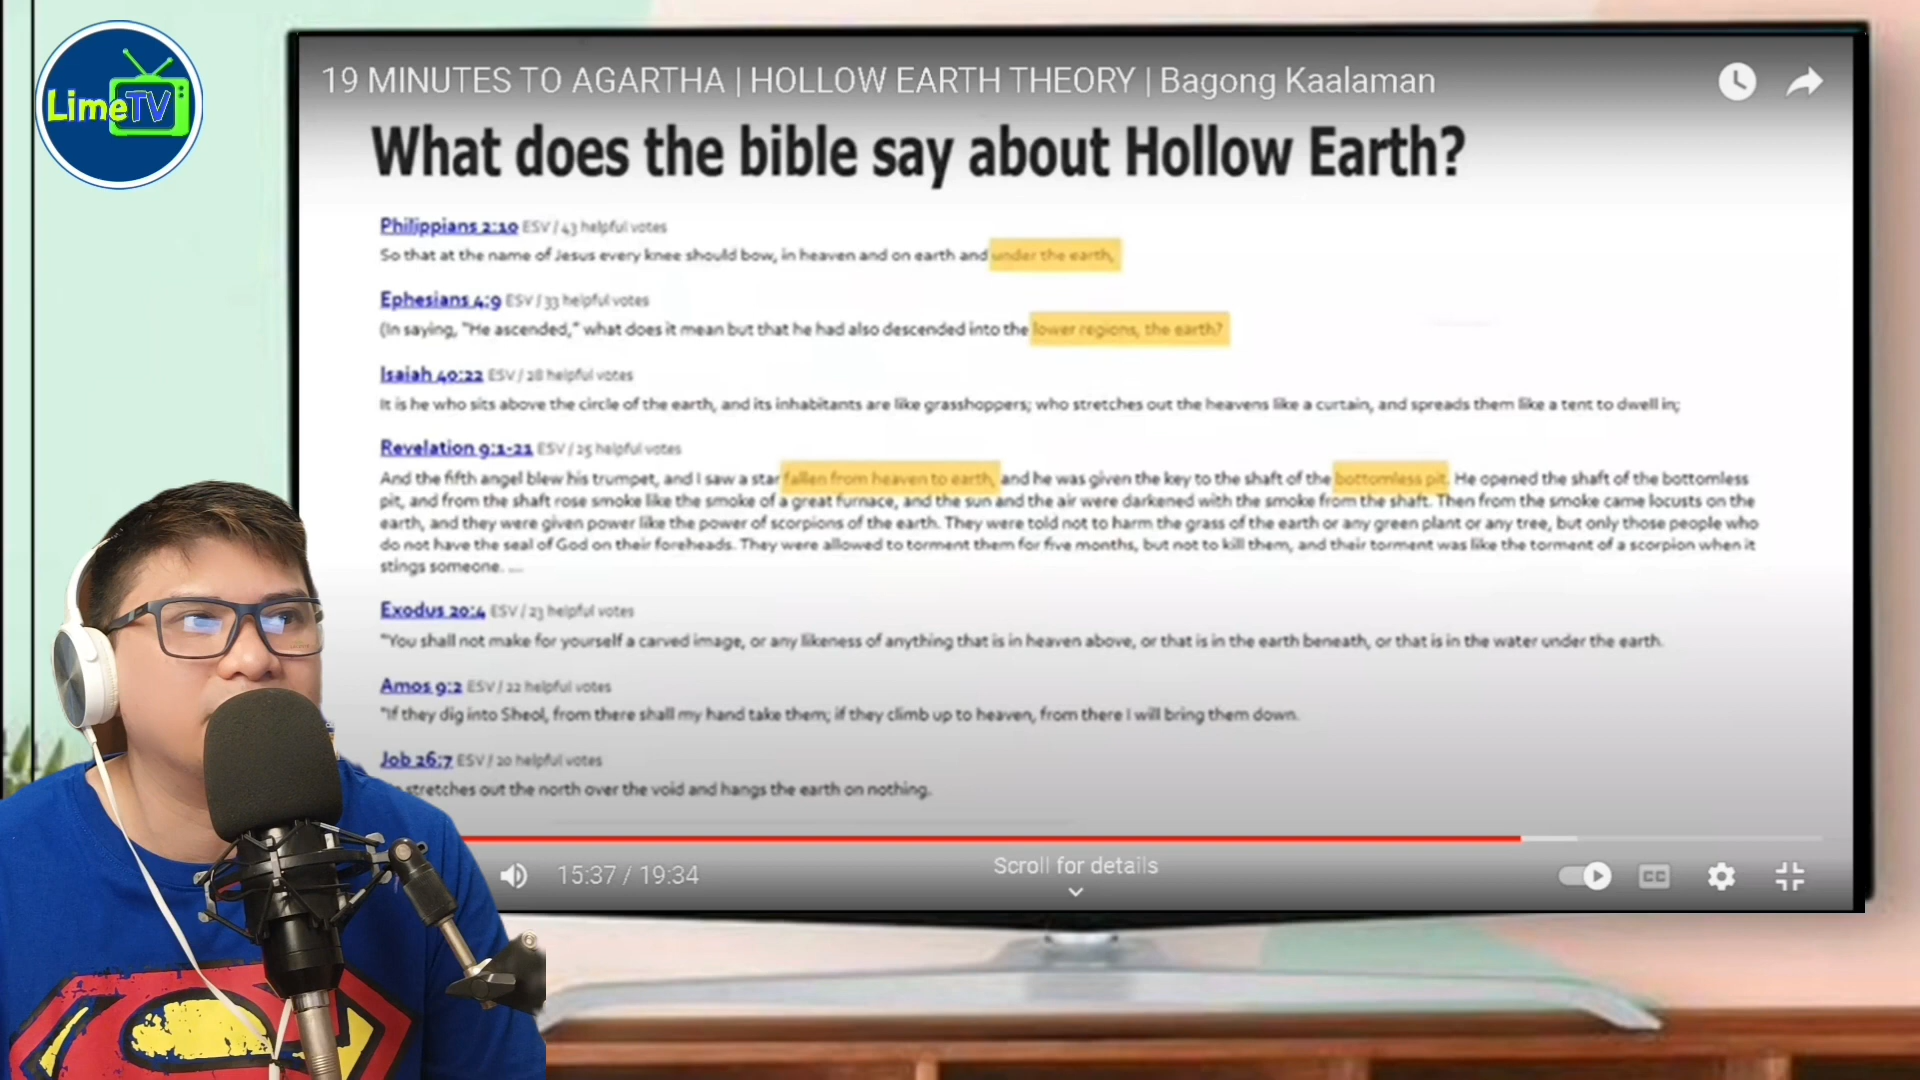 LimeTV
19 MINUTES TO AGARTHA | HOLLOW EARTH THEORY | Bagong Kaalaman
What does the bible say about Hollow Earth?
Philippians 2:10 ESV / 43 helpful votes
So that at the name of Jesus every knee should bow, in heaven and on earth and under the earth,
Ephesians 4:9 ESV / 33 helpful votes
(In saying, "He ascended," what does it mean but that he had also descended into the lower regions, the earth?
Isaiah 40:22 ESV / 28 helpful votes
It is he who sits above the circle of the earth, and its inhabitants are like grasshoppers; who stretches out the heavens like a curtain, and spreads them like a tent to dwell in;
Revelation 9:1-21 ESV / 25 helpful votes
And the fifth angel blew his trumpet, and I saw a star fallen from heaven to earth, and he was given the key to the shaft of the bottomless pit. He opened the shaft of the bottomless
pit, and from the shaft rose smoke like the smoke of a great furnace, and the sun and the air were darkened with the smoke from the shaft. Then from the smoke came locusts on the
earth, and they were given power like the power of scorpions of the earth. They were told not to harm the grass of the earth or any green plant or any tree, but only those people who
do not have the seal of God on their foreheads. They were allowed to torment them for five months, but not to kill them, and their torment was like the torment of a scorpion when it
stings someone. ...
Exodus 20:4 ESV / 23 helpful votes
"You shall not make for yourself a carved image, or any likeness of anything that is in heaven above, or that is in the earth beneath, or that is in the water under the earth.
Amos 9:2 ESV / 22 helpful votes
"If they dig into Sheol, from there shall my hand take them; if they climb up to heaven, from there I will bring them down.
Job 26:7 ESV / 20 helpful votes
stretches out the north over the void and hangs the earth on nothing.
15:37 / 19:34
Scroll for details
CC